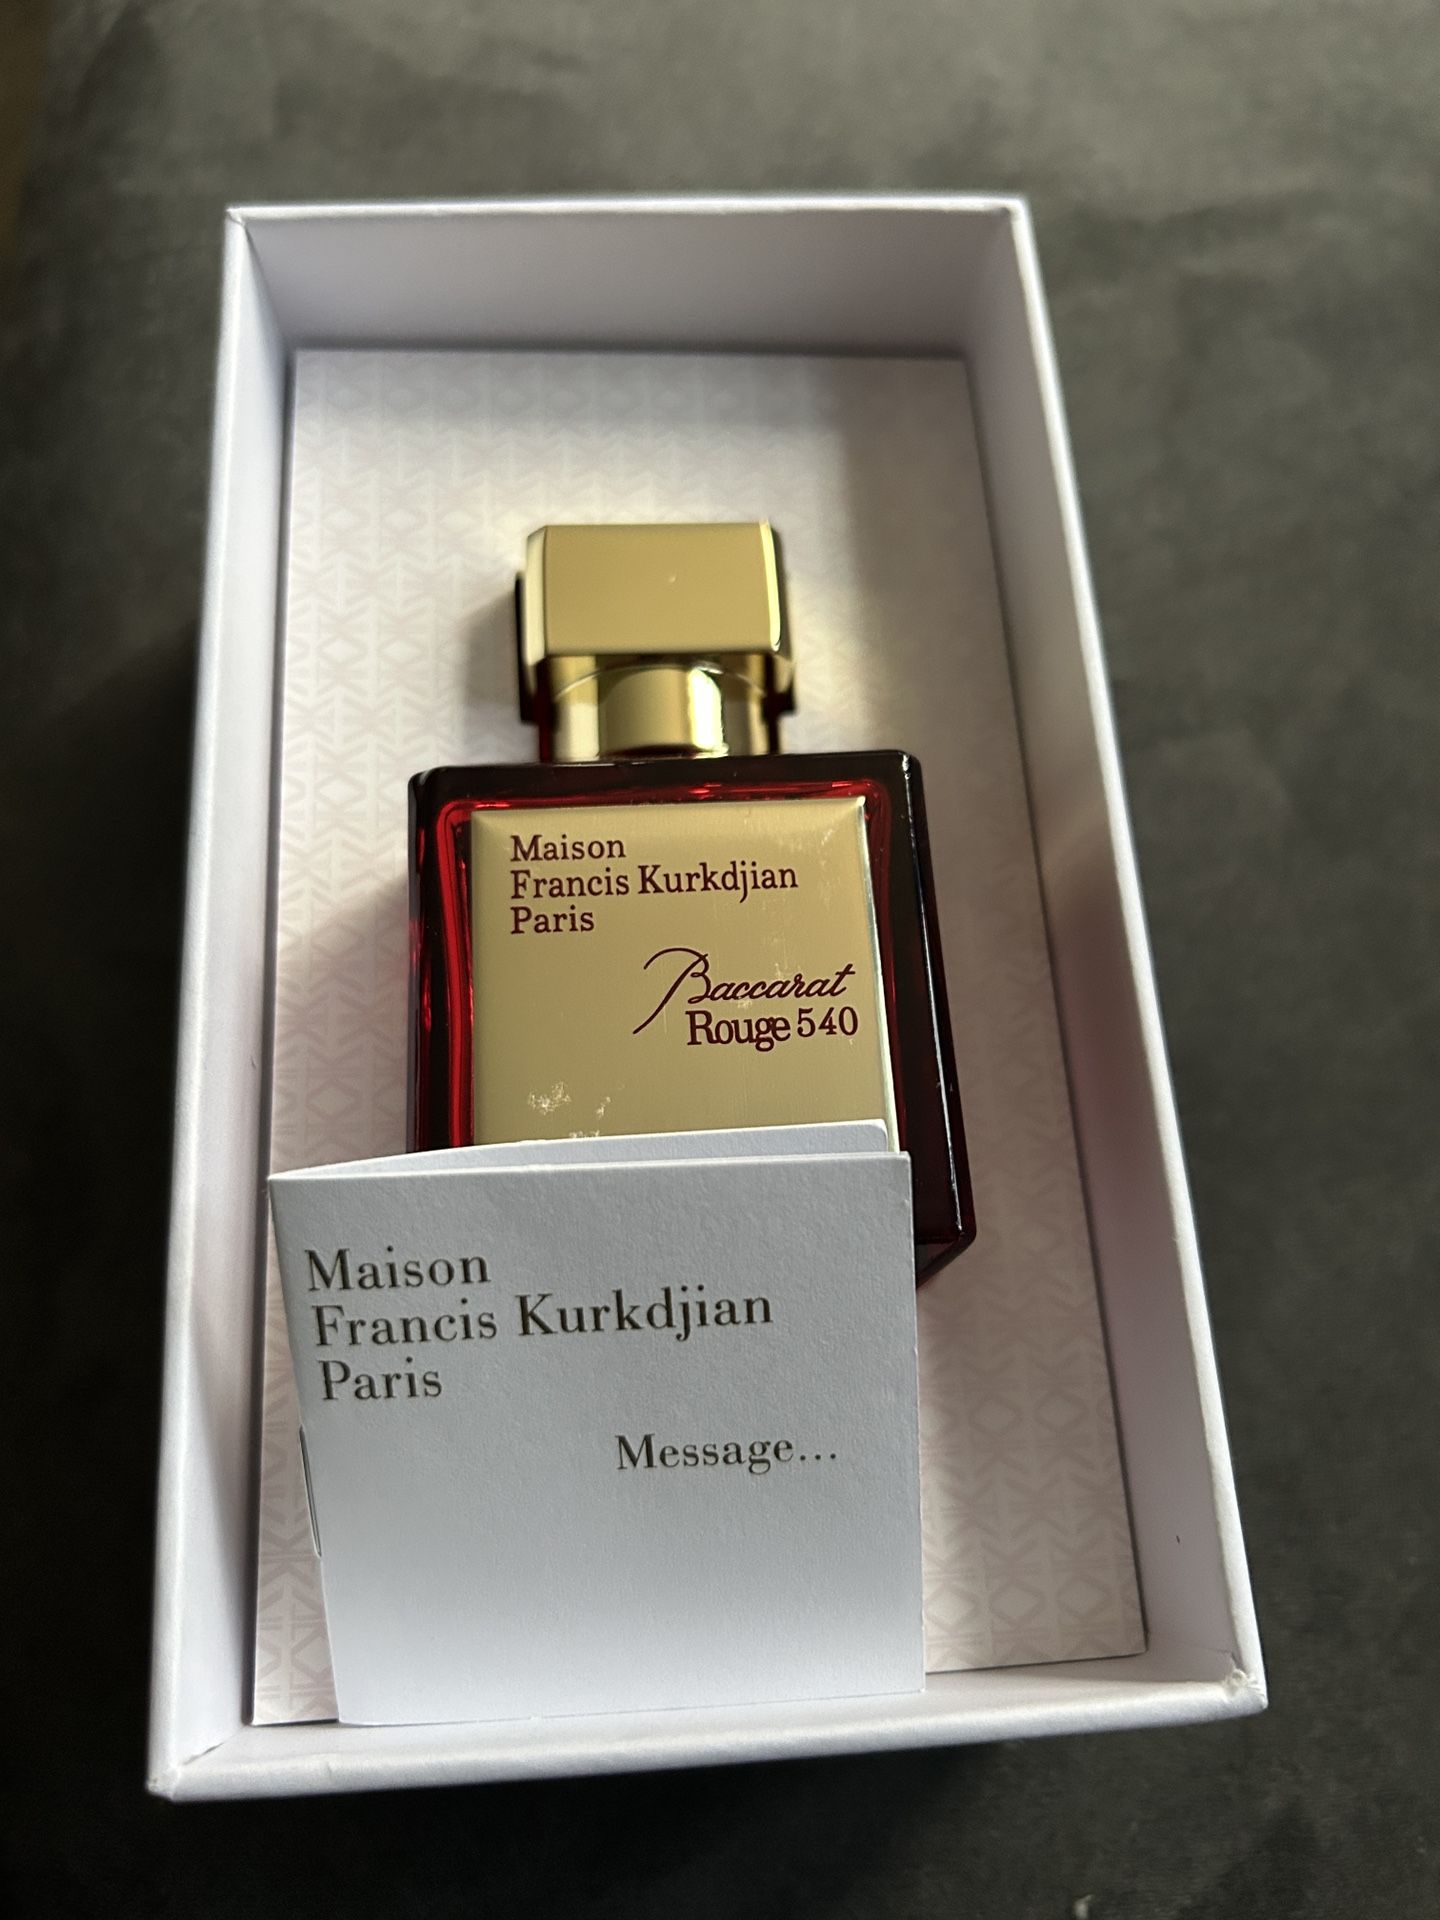 Maison
Francis Kurkdjian
Paris
Baccarat
Rouge 540
Maison
Francis Kurkdjian
Paris
Message...